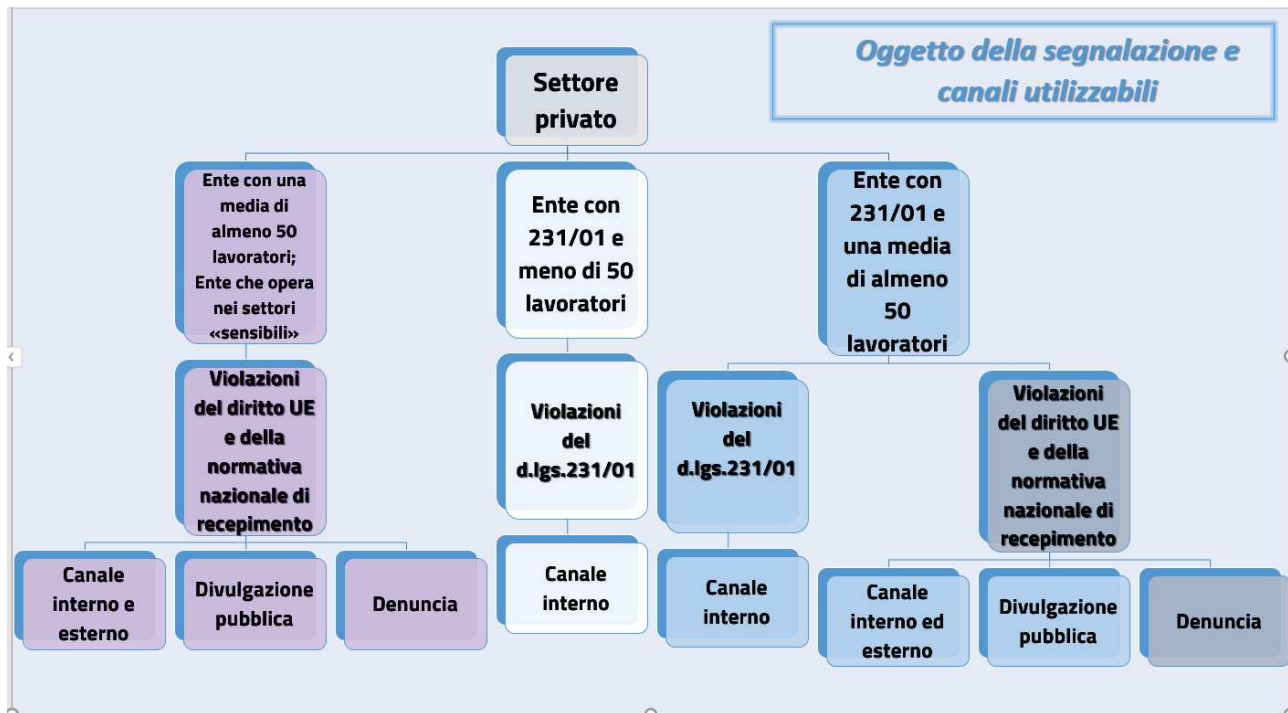 Oggetto della segnalazione e
canali utilizzabili
Settore
privato
Ente con una
media di
almeno 50
lavoratori;
Ente che opera
nei settori
«sensibili»
Ente con
231/01 e
meno di 50
lavoratori
Ente con
231/01 e
una media
di almeno
50
lavoratori
Violazioni
del diritto UE
e della
normativa
nazionale di
recepimento
Violazioni
del
d.lgs.231/01
Violazioni
del
d.lgs.231/01
Violazioni
del diritto UE
e della
normativa
nazionale di
recepimento
Canale
interno e
esterno
Divulgazione
pubblica
Denuncia
Canale
interno
Canale
interno
Canale
interno ed
esterno
Divulgazione
pubblica
Denuncia